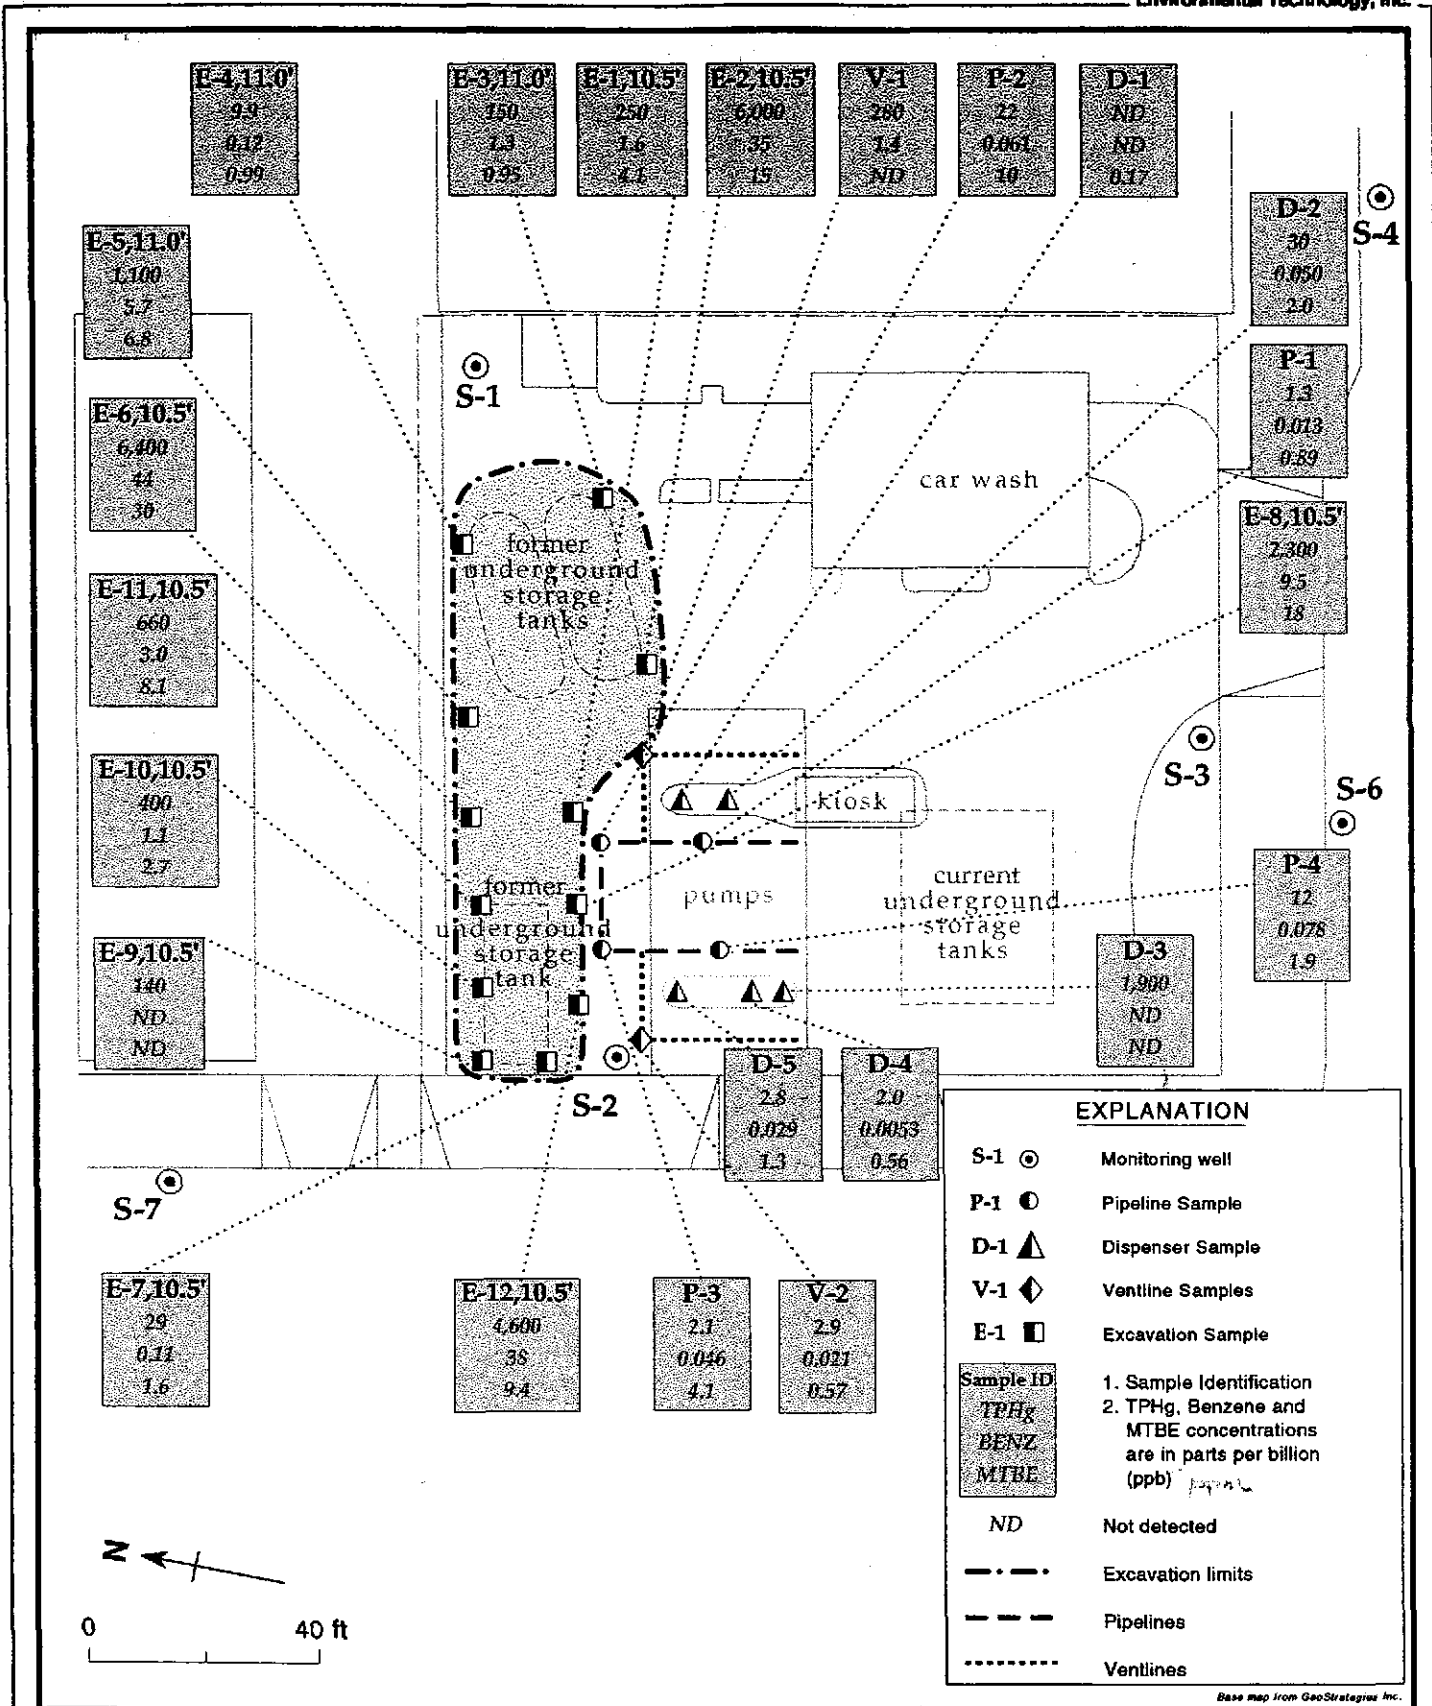 Environmental Technology, Inc.
E-4,11.0'
9.9
0.12
0.99
E-3,11.0'
150
1.3
0.95
E-1,10.5'
250
1.6
4.1
E-2,10.5'
6,000
35
15
V-1
280
1.4
ND
P-2
22
0.061
10
D-1
ND
ND
0.17
D-2
30
0.050
2.0
S-4
E-5,11.0'
1,100
5.7
6.8
P-1
1.3
0.013
0.89
S-1
E-6,10.5'
6,400
44
30
car wash
E-8,10.5'
2,300
9.5
18
former
underground
storage
tanks
E-11,10.5'
660
3.0
8.1
S-3
S-6
E-10,10.5'
400
1.1
2.7
kiosk
pumps
current
underground
storage
tanks
P-4
12
0.078
1.9
former
underground
storage
tank
E-9,10.5'
140
ND
ND
D-3
1,900
ND
ND
S-2
D-5
2.8
0.029
1.3
D-4
2.0
0.0053
0.56
S-7
E-7,10.5'
29
0.11
1.6
E-12,10.5'
4,600
38
9.4
P-3
2.1
0.046
4.1
V-2
2.9
0.021
0.57
EXPLANATION
S-1 Monitoring well
P-1 Pipeline Sample
D-1 Dispenser Sample
V-1 Ventline Samples
E-1 Excavation Sample
Sample ID
TPHg
BENZ
MTBE
1. Sample Identification
2. TPHg, Benzene and
MTBE concentrations
are in parts per billion
(ppb)
ND Not detected
Excavation limits
Pipelines
Ventlines
N
0 40 ft
Base map from GeoStrategies Inc.